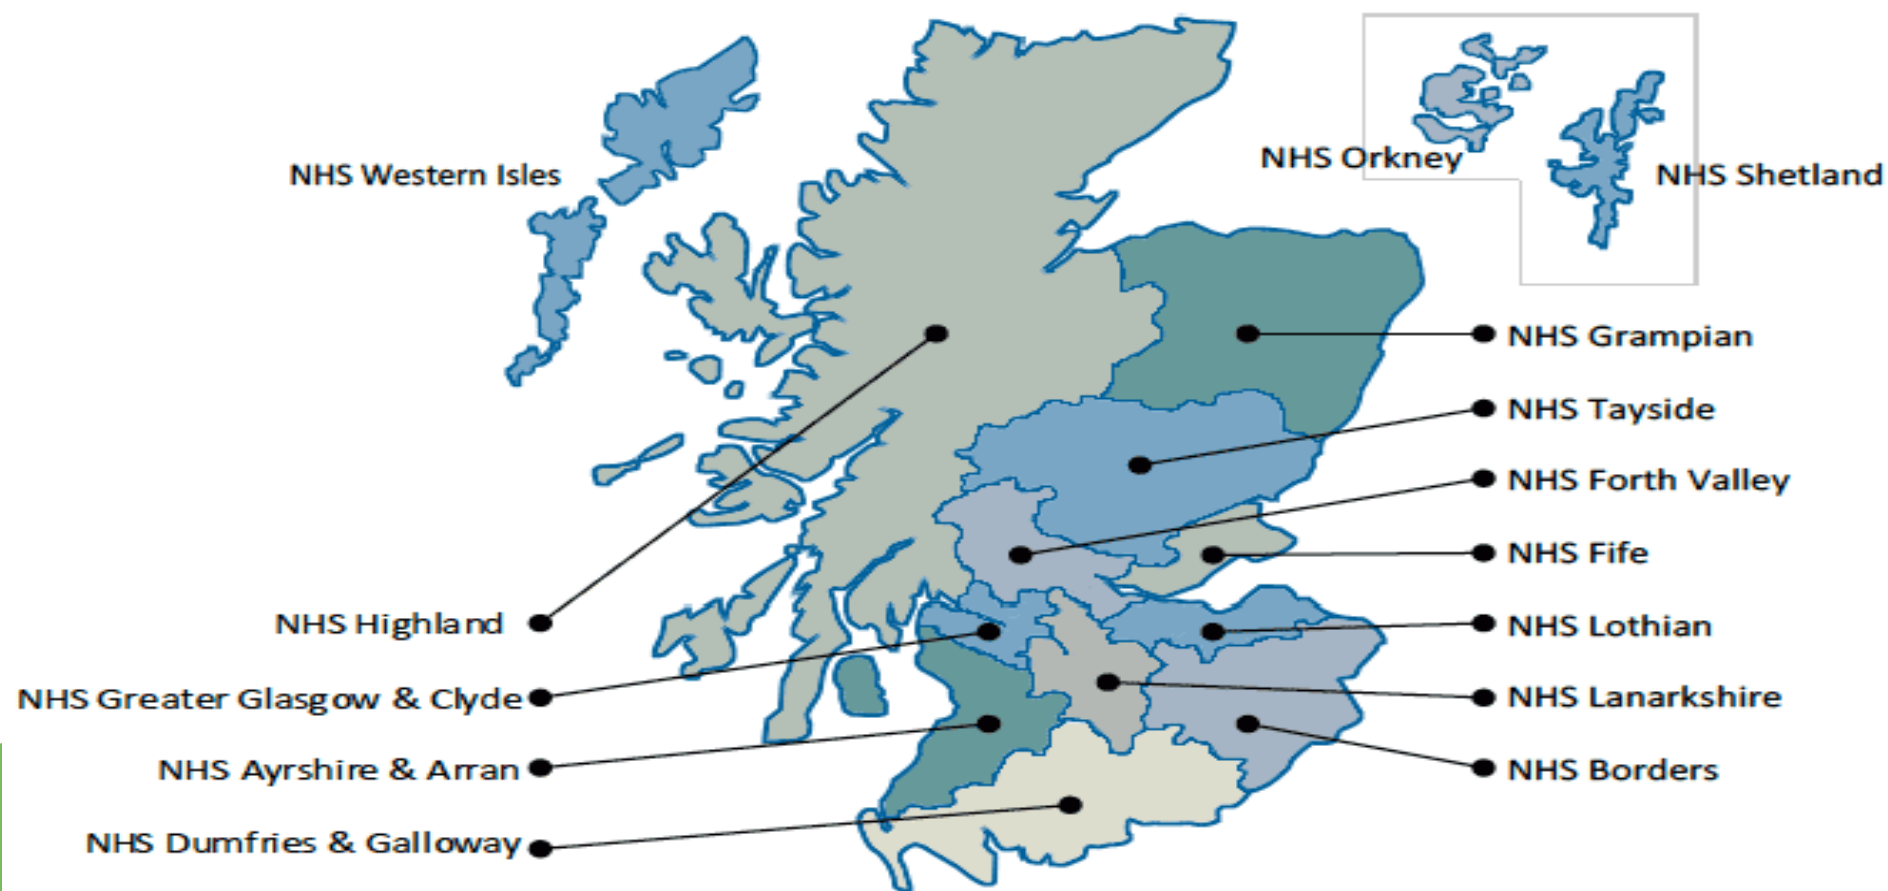 NHS Orkney
NHS Western Isles
NHS Shetland
NHS Grampian
NHS Tayside
NHS Forth Valley
NHS Fife
NHS Highland
NHS Lothian
NHS Greater Glasgow & Clyde
NHS Lanarkshire
NHS Ayrshire & Arran
NHS Borders
NHS Dumfries & Galloway